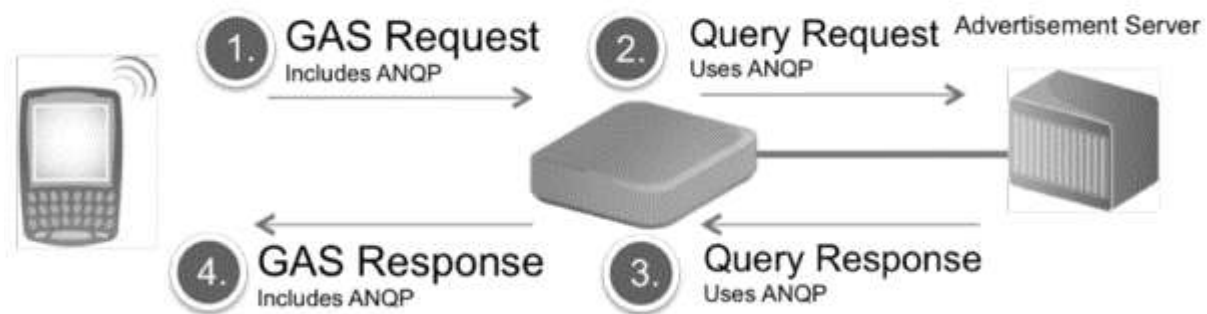 1. GAS Request
Includes ANQP
2. Query Request
Uses ANQP
Advertisement Server
4. GAS Response
Includes ANQP
3. Query Response
Uses ANQP